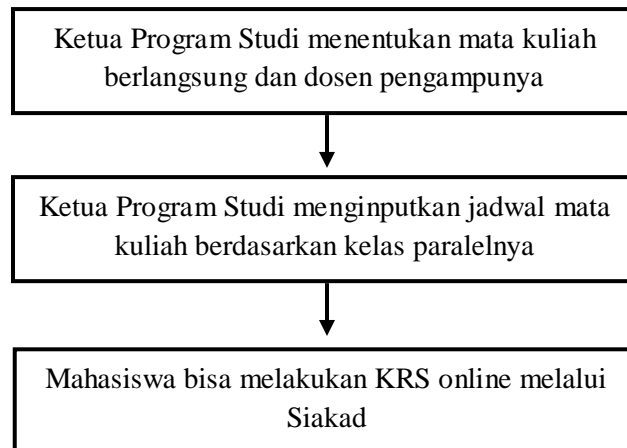 Ketua Program Studi menentukan mata kuliah
berlangsung dan dosen pengampunya
Ketua Program Studi menginputkan jadwal mata
kuliah berdasarkan kelas paralelnya
Mahasiswa bisa melakukan KRS online melalui
Siakad